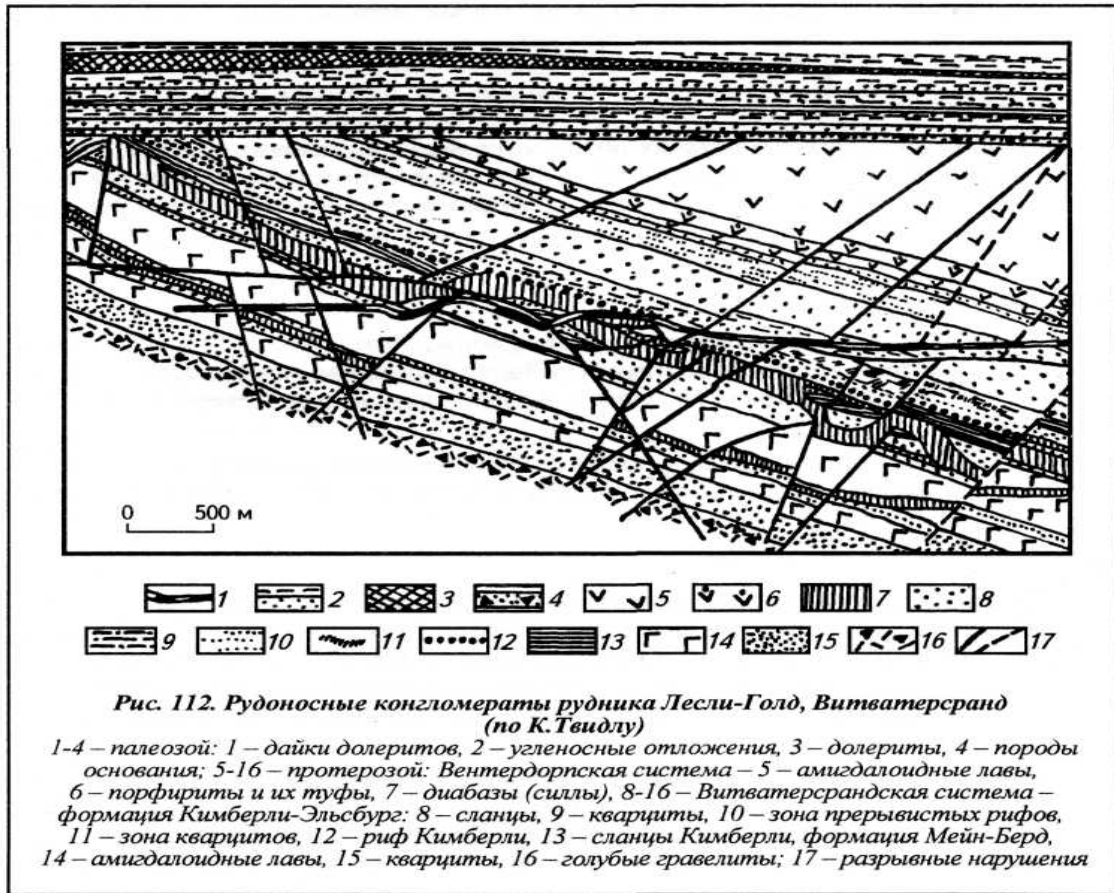 0 500 м
1 2 3 4 5 6 7 8
9 10 11 12 13 14 15 16 17
Рис. 112. Рудоносные конгломераты рудника Лесли-Голд, Витватерсранд
(по К.Твидлу)
1-4 – палеозой: 1 – дайки долеритов, 2 – угленосные отложения, 3 – долериты, 4 – породы
основания; 5-16 – протерозой: Вентердорпская система – 5 – амигдалоидные лавы,
6 – порфириты и их туфы, 7 – диабазы (силлы), 8-16 – Витватерсрандская система –
формация Кимберли-Эльсбург: 8 – сланцы, 9 – кварциты, 10 – зона прерывистых рифов,
11 – зона кварцитов, 12 – риф Кимберли, 13 – сланцы Кимберли, формация Мейн-Берд,
14 – амигдалоидные лавы, 15 – кварциты, 16 – голубые гравелиты; 17 – разрывные нарушения